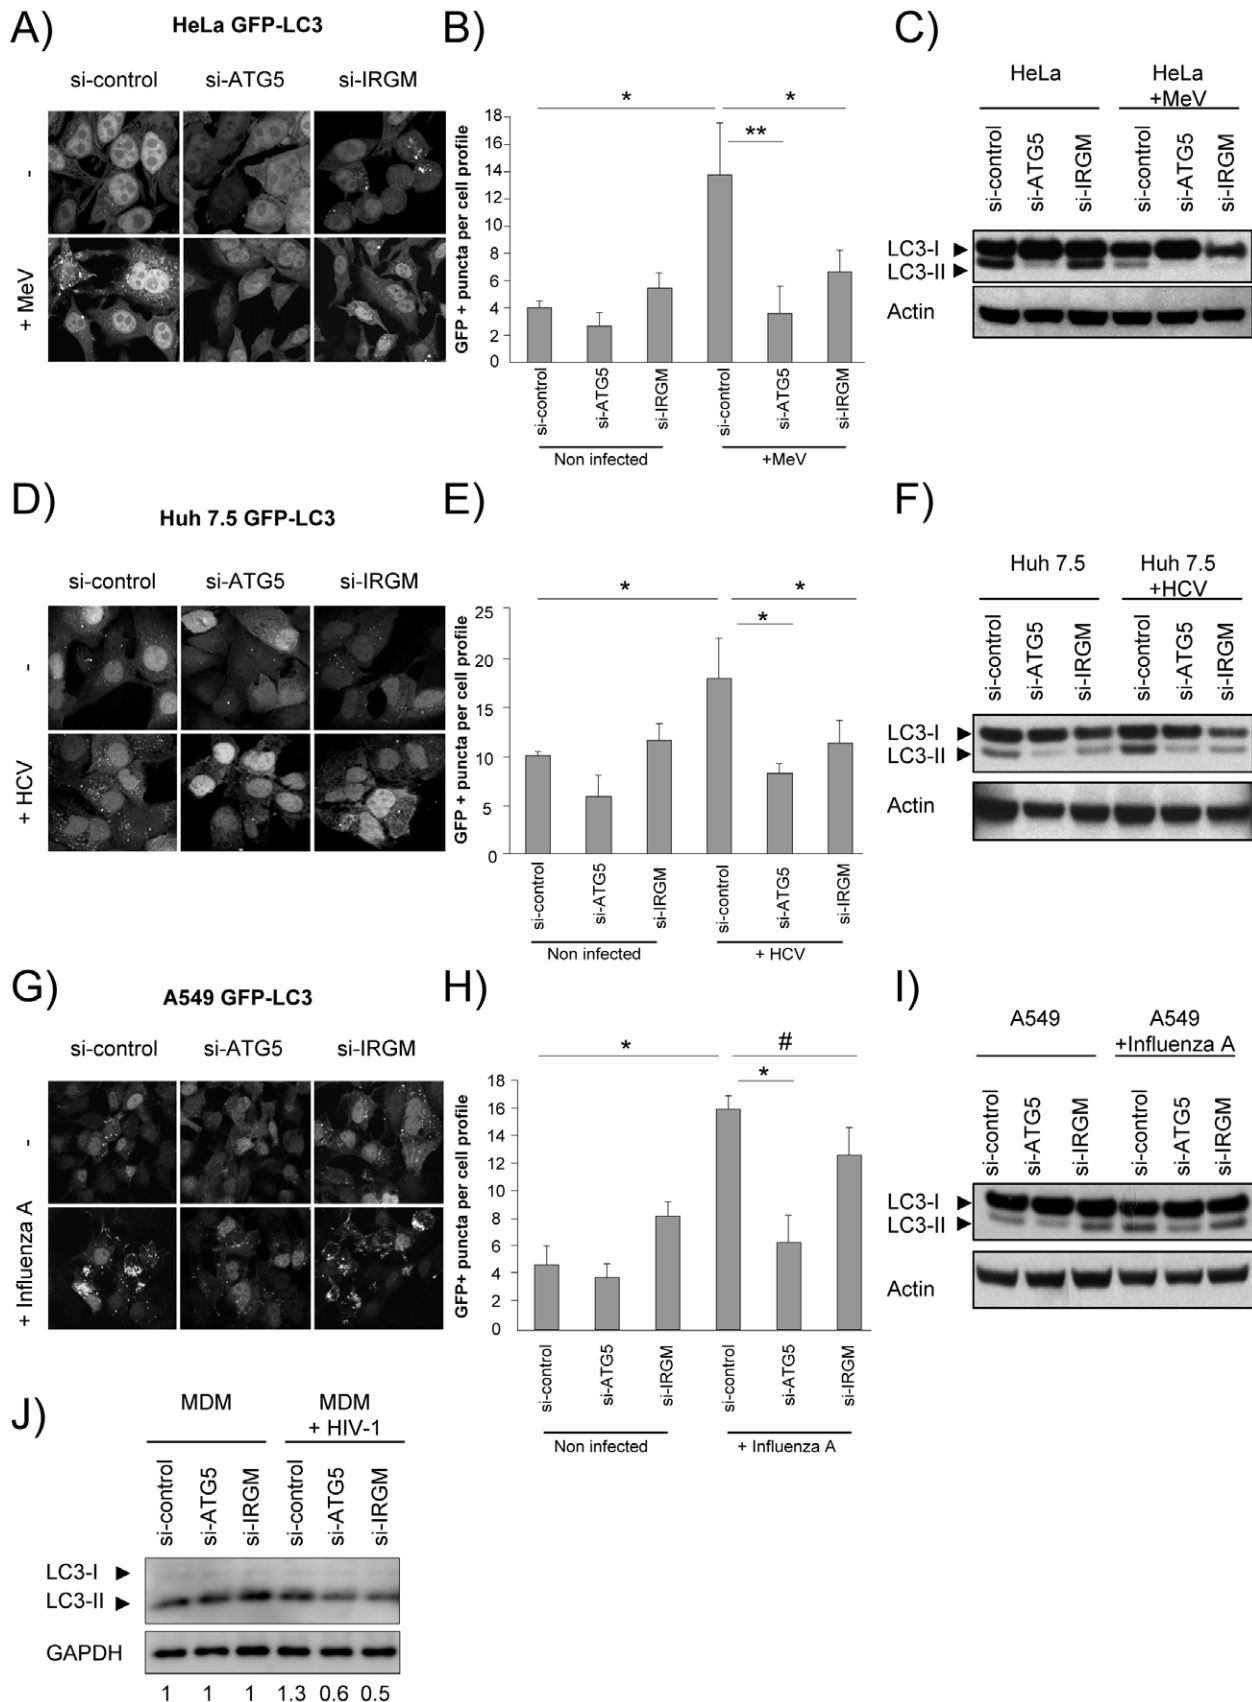 A)
HeLa GFP-LC3
si-control si-ATG5 si-IRGM
-
+ MeV
B)
* *
**
GFP + puncta per cell profile
18
16
14
12
10
8
6
4
2
0
si-control si-ATG5 si-IRGM si-control si-ATG5 si-IRGM
Non infected +MeV
C)
HeLa HeLa
+MeV
si-control si-ATG5 si-IRGM si-control si-ATG5 si-IRGM
LC3-I
LC3-II
Actin
D)
Huh 7.5 GFP-LC3
si-control si-ATG5 si-IRGM
-
+ HCV
E)
* *
*
GFP + puncta per cell profile
25
20
15
10
5
0
si-control si-ATG5 si-IRGM si-control si-ATG5 si-IRGM
Non infected + HCV
F)
Huh 7.5 Huh 7.5
+HCV
si-control si-ATG5 si-IRGM si-control si-ATG5 si-IRGM
LC3-I
LC3-II
Actin
G)
A549 GFP-LC3
si-control si-ATG5 si-IRGM
-
+ Influenza A
H)
* #
*
GFP+ puncta per cell profile
18
16
14
12
10
8
6
4
2
0
si-control si-ATG5 si-IRGM si-control si-ATG5 si-IRGM
Non infected + Influenza A
I)
A549 A549
+Influenza A
si-control si-ATG5 si-IRGM si-control si-ATG5 si-IRGM
LC3-I
LC3-II
Actin
J)
MDM MDM
+ HIV-1
si-control si-ATG5 si-IRGM si-control si-ATG5 si-IRGM
LC3-I
LC3-II
GAPDH
1 1 1 1.3 0.6 0.5